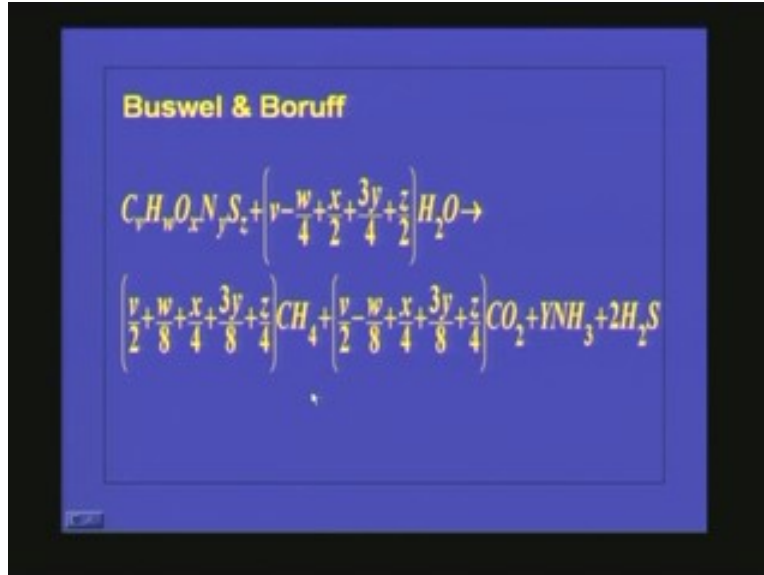 Buswel & Boruff
CᵥH_wOₓN_yS_z+(v−w/4+x/2+3y/4+z/2)H₂O→
(v/2+w/8+x/4+3y/8+z/4)CH₄+(v/2−w/8+x/4+3y/8+z/4)CO₂+YNH₃+2H₂S